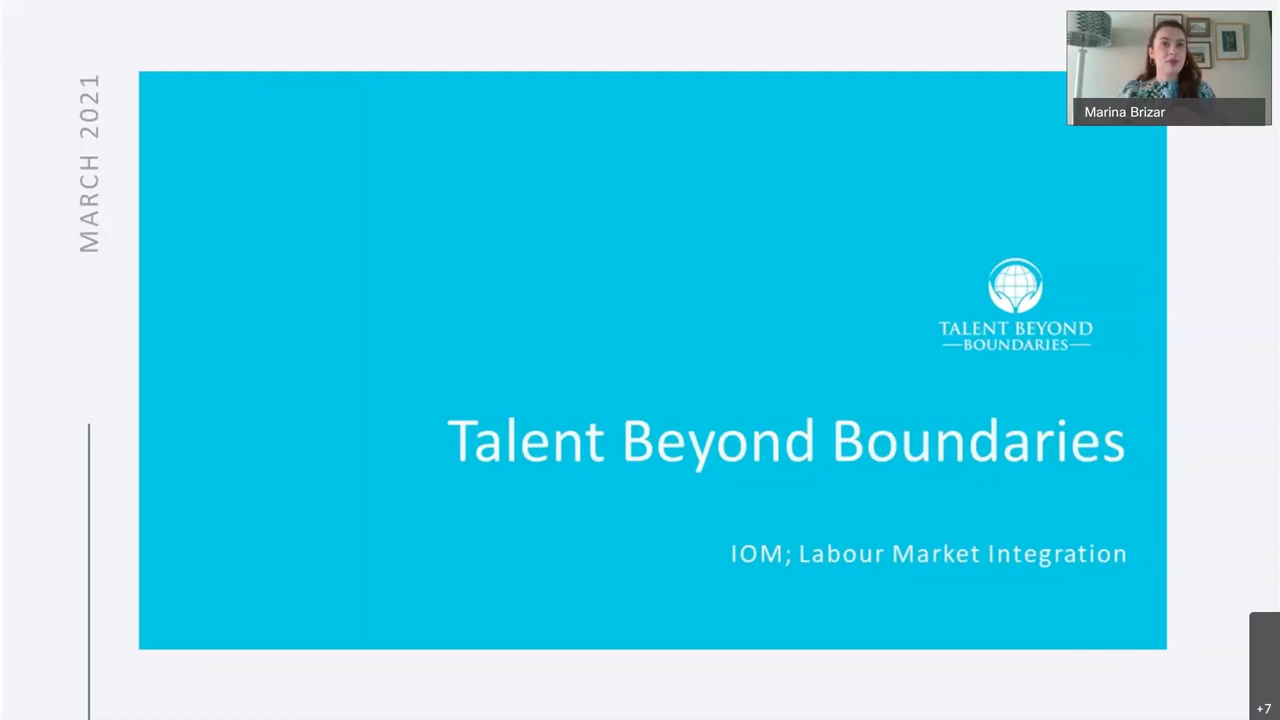 MARCH 2021
Marina Brizar
TALENT BEYOND
BOUNDARIES
Talent Beyond Boundaries
IOM; Labour Market Integration
+7